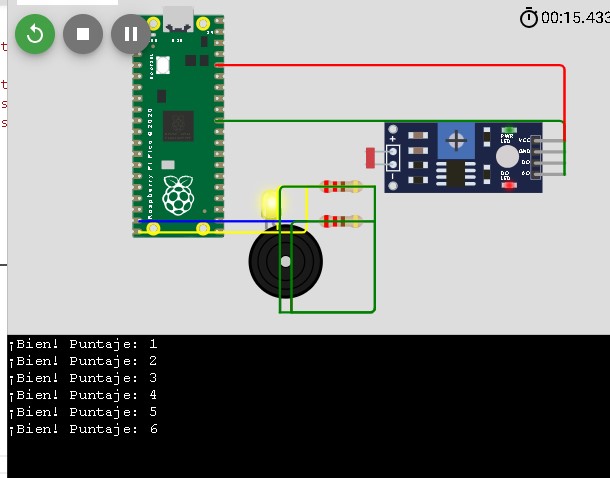 00:15.433
BOOTSEL
Raspberry Pi Pico © 2020
PWR
LED
DO
LED
VCC
GND
DO
AO
¡Bien! Puntaje: 1
¡Bien! Puntaje: 2
¡Bien! Puntaje: 3
¡Bien! Puntaje: 4
¡Bien! Puntaje: 5
¡Bien! Puntaje: 6